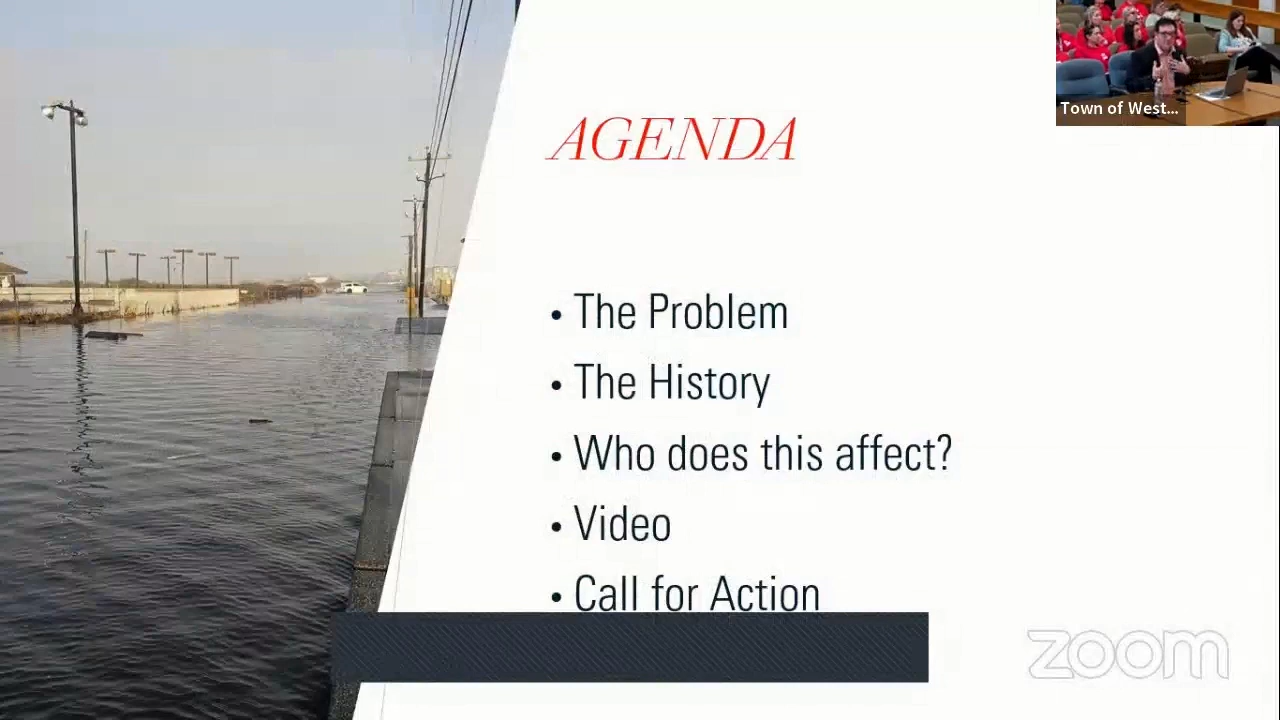 Town of West...
AGENDA
• The Problem
• The History
• Who does this affect?
• Video
• Call for Action
zoom